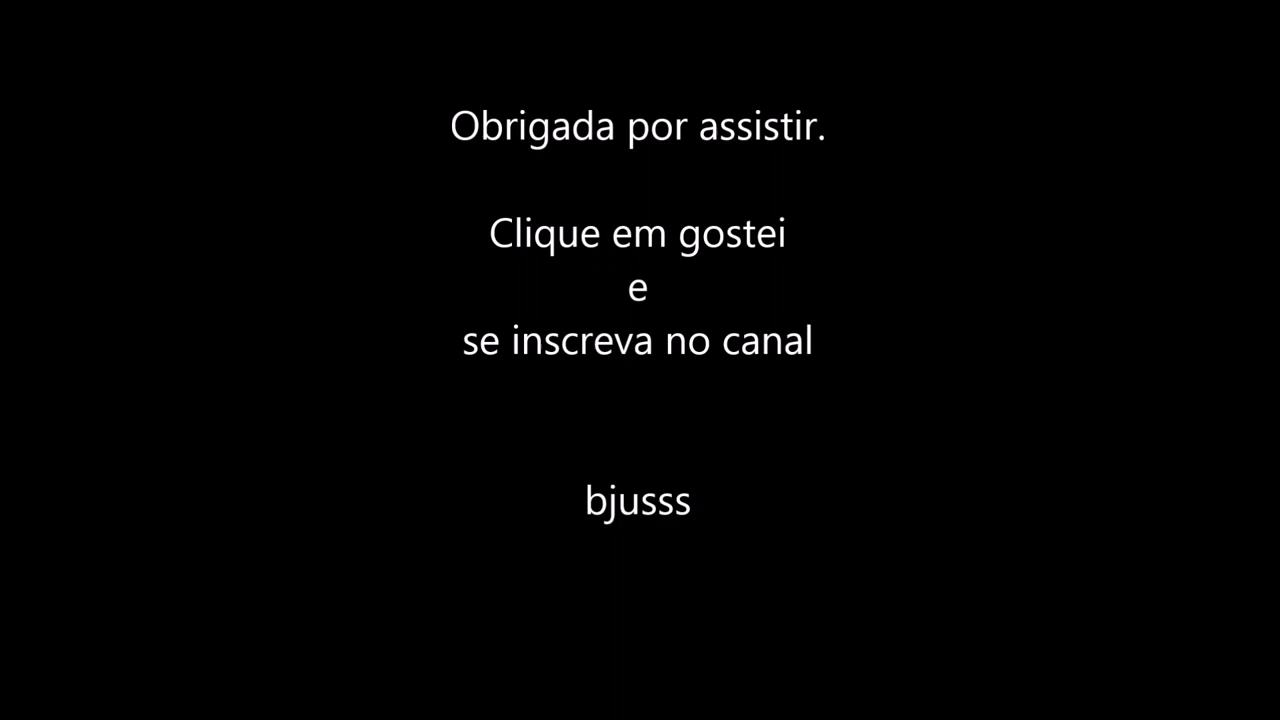 Obrigada por assistir.
Clique em gostei
e
se inscreva no canal
bjusss